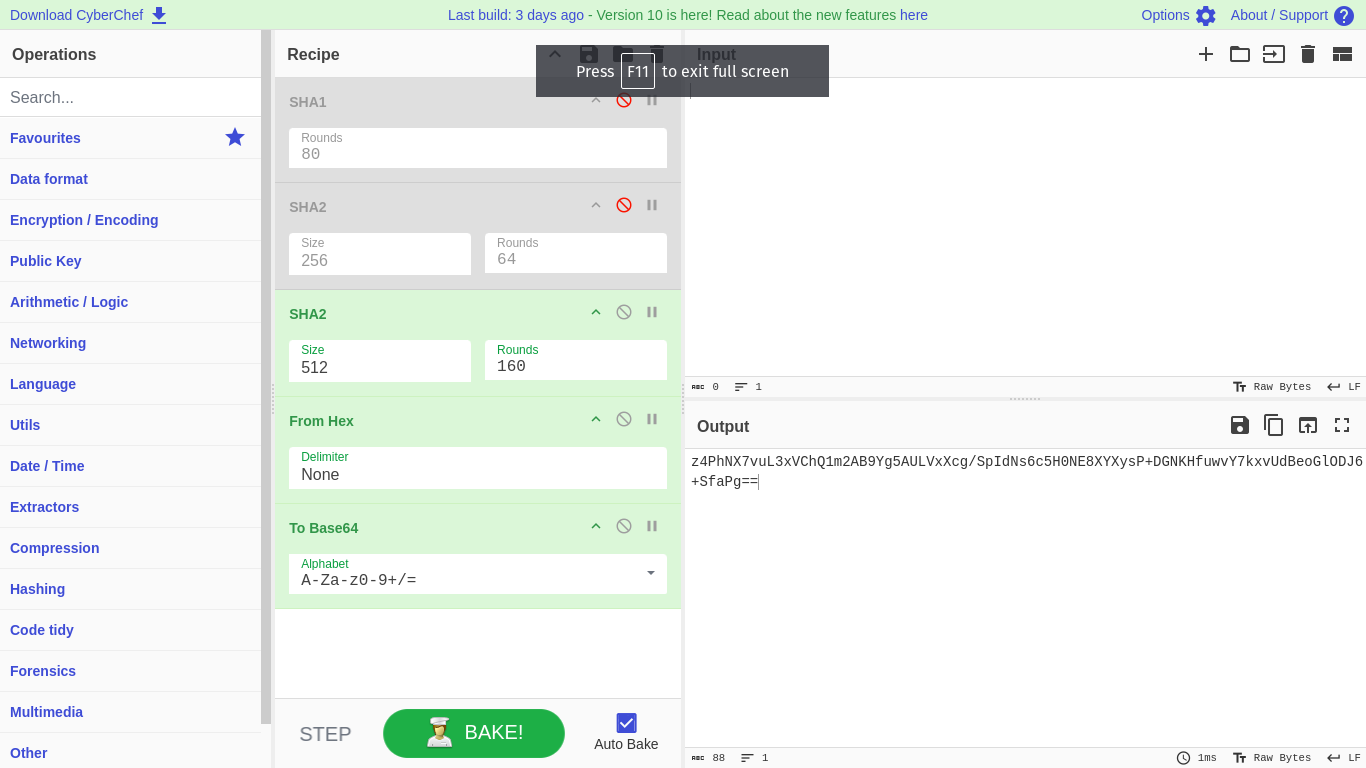 Download CyberChef
Last build: 3 days ago - Version 10 is here! Read about the new features here
Options
About / Support
Operations
Recipe
Input
Press F11 to exit full screen
Search...
Favourites
Data format
Encryption / Encoding
Public Key
Arithmetic / Logic
Networking
Language
Utils
Date / Time
Extractors
Compression
Hashing
Code tidy
Forensics
Multimedia
Other
SHA1
Rounds
80
SHA2
Size
256
Rounds
64
SHA2
Size
512
Rounds
160
From Hex
Delimiter
None
To Base64
Alphabet
A-Za-z0-9+/=
STEP
BAKE!
Auto Bake
ABC 0 1
Raw Bytes LF
Output
z4PhNX7vuL3xVChQ1m2AB9Yg5AULVxXcg/SpIdNs6c5H0NE8XYXysP+DGNKHfuwvY7kxvUdBeoGlODJ6
+SfaPg==
ABC 88 1
1ms Raw Bytes LF